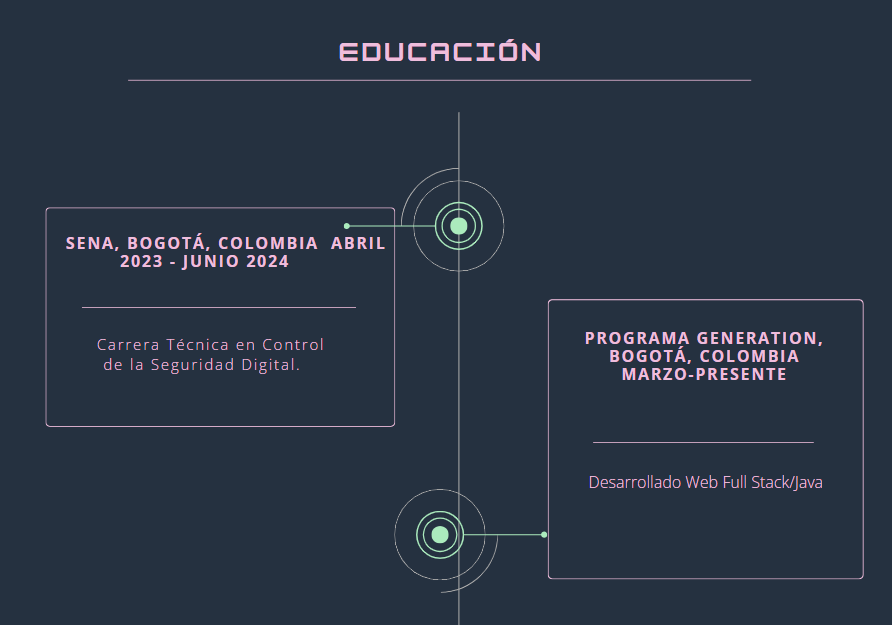 EDUCACIÓN
SENA, BOGOTÁ, COLOMBIA  ABRIL
2023 - JUNIO 2024
Carrera Técnica en Control
de la Seguridad Digital.
PROGRAMA GENERATION,
BOGOTÁ, COLOMBIA
MARZO-PRESENTE
Desarrollado Web Full Stack/Java